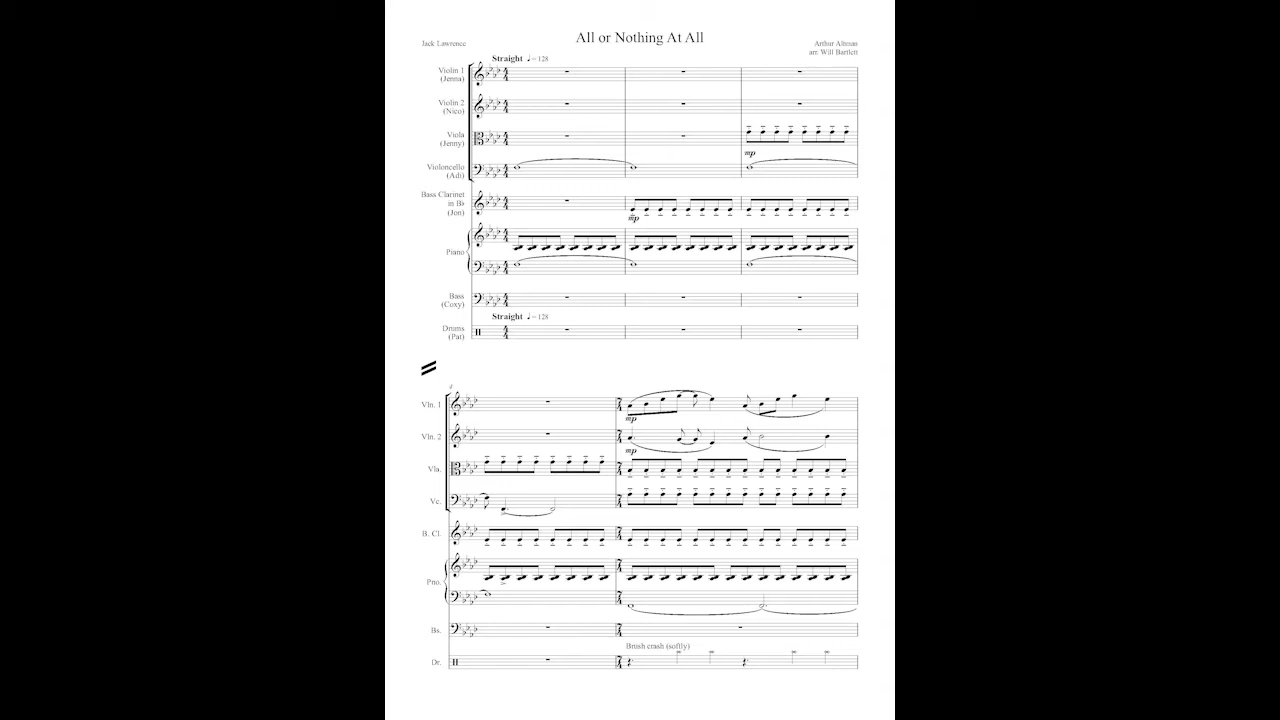 All or Nothing At All
Jack Lawrence
Arthur Altman
arr. Will Bartlett
Straight ♩ = 128
Violin 1
(Jenna)
Violin 2
(Nico)
Viola
(Jenny)
mp
Violoncello
(Adi)
Bass Clarinet
in B♭
(Jon)
mp
Piano
Bass
(Coxy)
Straight ♩ = 128
Drums
(Pat)
4
Vln. 1
mp
Vln. 2
mp
Vla.
Vc.
B. Cl.
Pno.
Bs.
Brush crash (softly)
Dr.